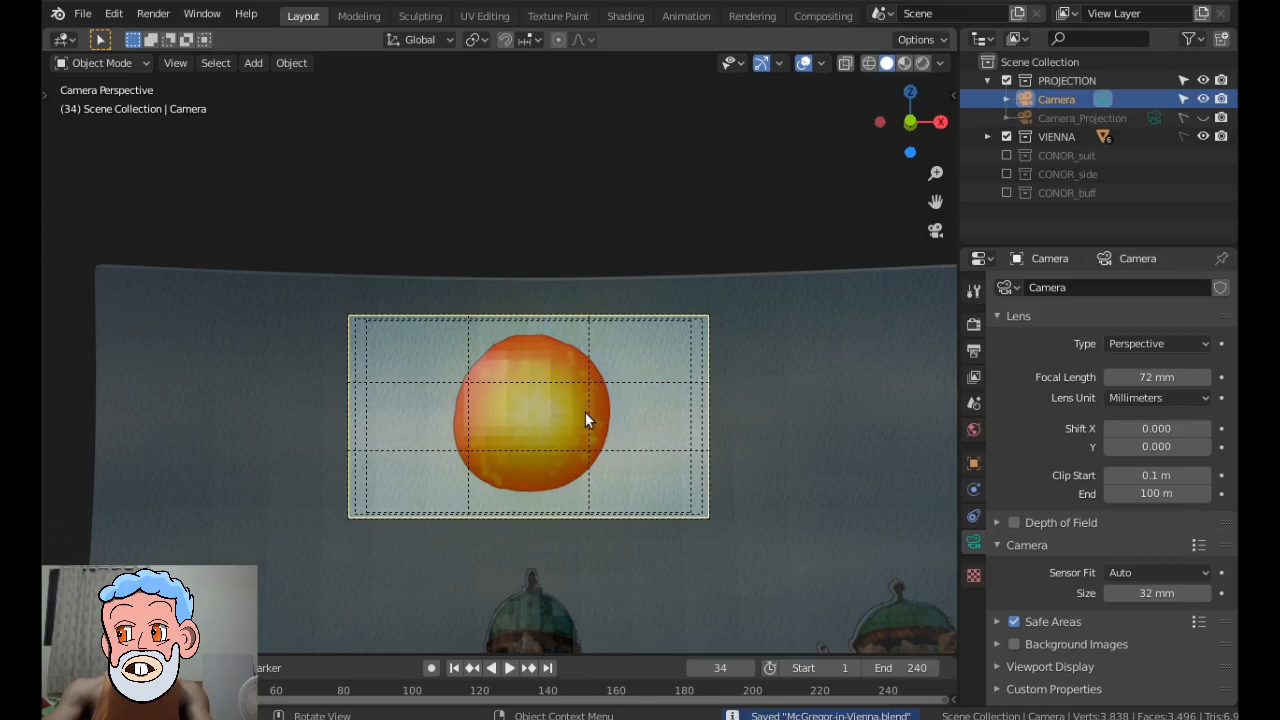 File Edit Render Window Help Layout Modeling Sculpting UV Editing Texture Paint Shading Animation Rendering Compositing Scene View Layer
Global Options
Object Mode View Select Add Object
Camera Perspective
(34) Scene Collection | Camera
Z
X
Scene Collection
PROJECTION
Camera
Camera_Projection
VIENNA 6
CONOR_suit
CONOR_side
CONOR_buff
Camera Camera
Camera
Lens
Type Perspective
Focal Length 72 mm
Lens Unit Millimeters
Shift X 0.000
Y 0.000
Clip Start 0.1 m
End 100 m
Depth of Field
Camera
Sensor Fit Auto
Size 32 mm
Safe Areas
Background Images
Viewport Display
Custom Properties
arker 34 Start 1 End 240
60 80 100 120 140 160 180 200 220 240
Rotate View Object Context Menu Saved "McGregor-in-Vienna.blend" Scene Collection | Camera | Verts:3.838 | Faces:3.496 | Tris:6.9